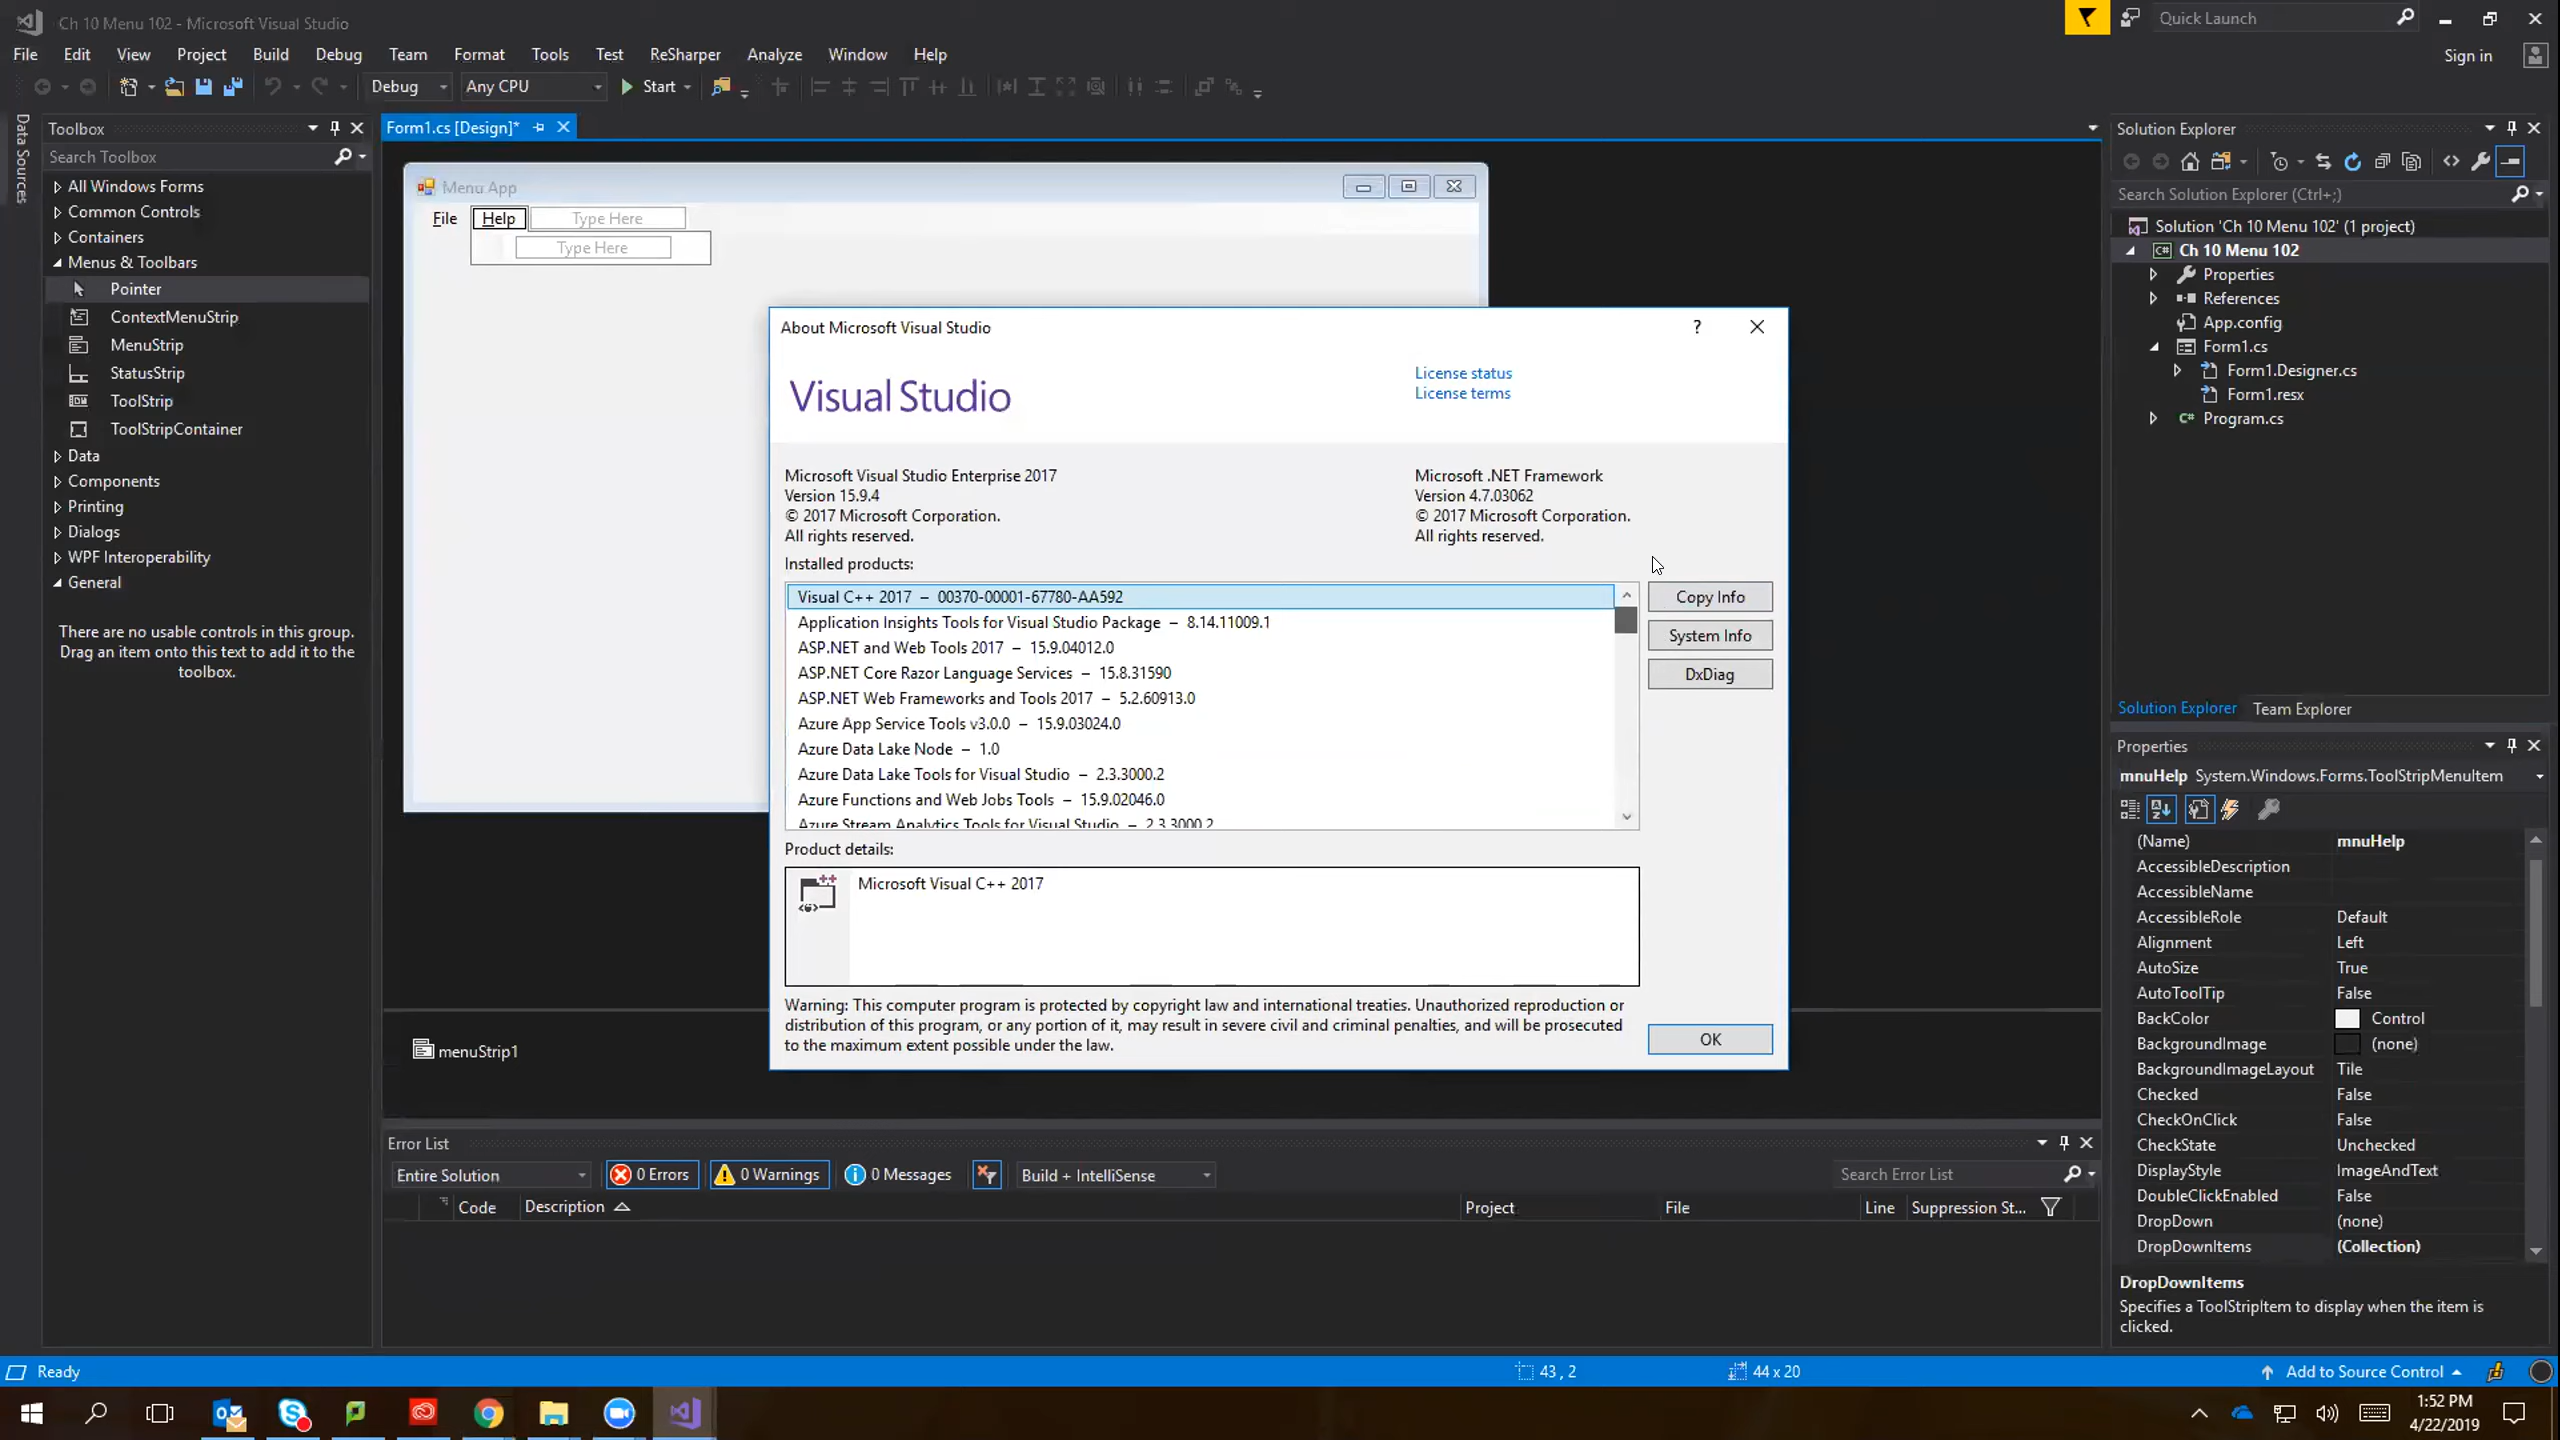 Ch 10 Menu 102 - Microsoft Visual Studio
Quick Launch
File Edit View Project Build Debug Team Format Tools Test ReSharper Analyze Window Help
Sign in
Debug Any CPU Start
Data Sources
Toolbox
Search Toolbox
All Windows Forms
Common Controls
Containers
Menus & Toolbars
Pointer
ContextMenuStrip
MenuStrip
StatusStrip
ToolStrip
ToolStripContainer
Data
Components
Printing
Dialogs
WPF Interoperability
General
There are no usable controls in this group.
Drag an item onto this text to add it to the
toolbox.
Form1.cs [Design]*
Menu App
File Help Type Here
Type Here
menuStrip1
About Microsoft Visual Studio
?
Visual Studio
License status
License terms
Microsoft Visual Studio Enterprise 2017
Version 15.9.4
© 2017 Microsoft Corporation.
All rights reserved.
Microsoft .NET Framework
Version 4.7.03062
© 2017 Microsoft Corporation.
All rights reserved.
Installed products:
Visual C++ 2017 – 00370-00001-67780-AA592
Application Insights Tools for Visual Studio Package – 8.14.11009.1
ASP.NET and Web Tools 2017 – 15.9.04012.0
ASP.NET Core Razor Language Services – 15.8.31590
ASP.NET Web Frameworks and Tools 2017 – 5.2.60913.0
Azure App Service Tools v3.0.0 – 15.9.03024.0
Azure Data Lake Node – 1.0
Azure Data Lake Tools for Visual Studio – 2.3.3000.2
Azure Functions and Web Jobs Tools – 15.9.02046.0
Azure Stream Analytics Tools for Visual Studio – 2.3.3000.2
Copy Info
System Info
DxDiag
Product details:
Microsoft Visual C++ 2017
Warning: This computer program is protected by copyright law and international treaties. Unauthorized reproduction or
distribution of this program, or any portion of it, may result in severe civil and criminal penalties, and will be prosecuted
to the maximum extent possible under the law.
OK
Error List
Entire Solution 0 Errors 0 Warnings 0 Messages Build + IntelliSense Search Error List
Code Description Project File Line Suppression St...
Solution Explorer
Search Solution Explorer (Ctrl+;)
Solution 'Ch 10 Menu 102' (1 project)
C# Ch 10 Menu 102
Properties
References
App.config
Form1.cs
Form1.Designer.cs
Form1.resx
C# Program.cs
Solution Explorer Team Explorer
Properties
mnuHelp System.Windows.Forms.ToolStripMenuItem
(Name) mnuHelp
AccessibleDescription
AccessibleName
AccessibleRole Default
Alignment Left
AutoSize True
AutoToolTip False
BackColor Control
BackgroundImage (none)
BackgroundImageLayout Tile
Checked False
CheckOnClick False
CheckState Unchecked
DisplayStyle ImageAndText
DoubleClickEnabled False
DropDown (none)
DropDownItems (Collection)
DropDownItems
Specifies a ToolStripItem to display when the item is
clicked.
Ready 43 , 2 44 x 20 Add to Source Control
1:52 PM
4/22/2019